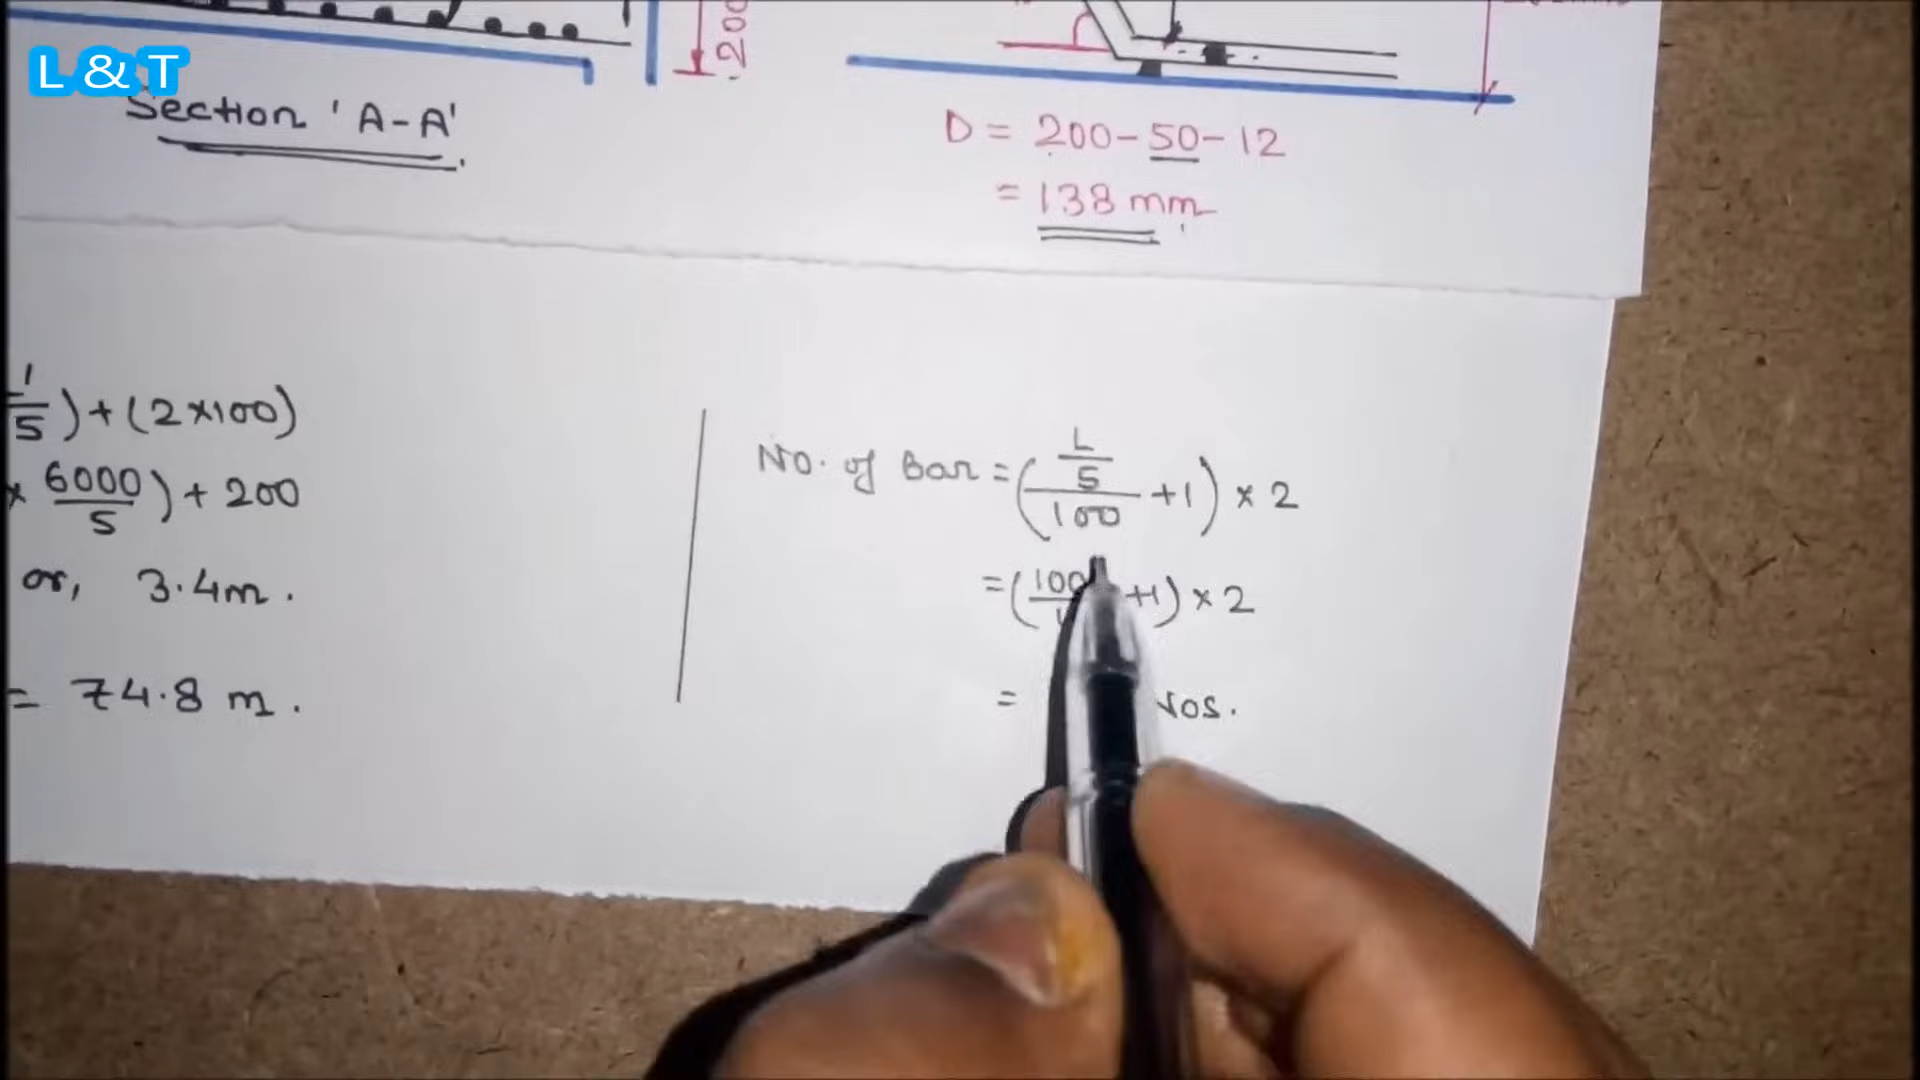 L & T
200
Section 'A-A'
D = 200-50-12
= 138 mm
1/5) + (2×100)
× 6000/5) + 200
or, 3.4m.
= 74.8 m.
No. of Bar = ((L/5)/100 + 1) × 2
= (100 +1) × 2
= Nos.